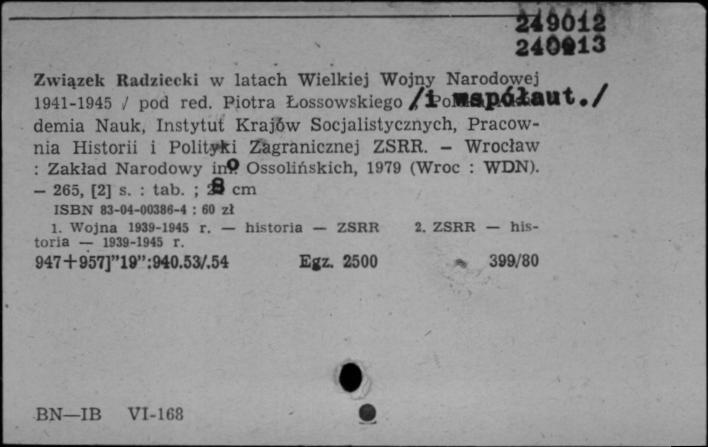 249012
240013
Związek Radziecki w latach Wielkiej Wojny Narodowej
1941-1945 / pod red. Piotra Łossowskiego /i współaut./
demia Nauk, Instytut Krajów Socjalistycznych, Pracow-
nia Historii i Polityki Zagranicznej ZSRR. – Wrocław
: Zakład Narodowy im. Ossolińskich, 1979 (Wroc : WDN).
– 265, [2] s. : tab. ; 28 cm
ISBN 83-04-00386-4 : 60 zł
1. Wojna 1939-1945 r. — historia — ZSRR 2. ZSRR — his-
toria — 1939-1945 r.
947+957]”19”:940.53/.54 Egz. 2500 399/80
BN—IB VI-168